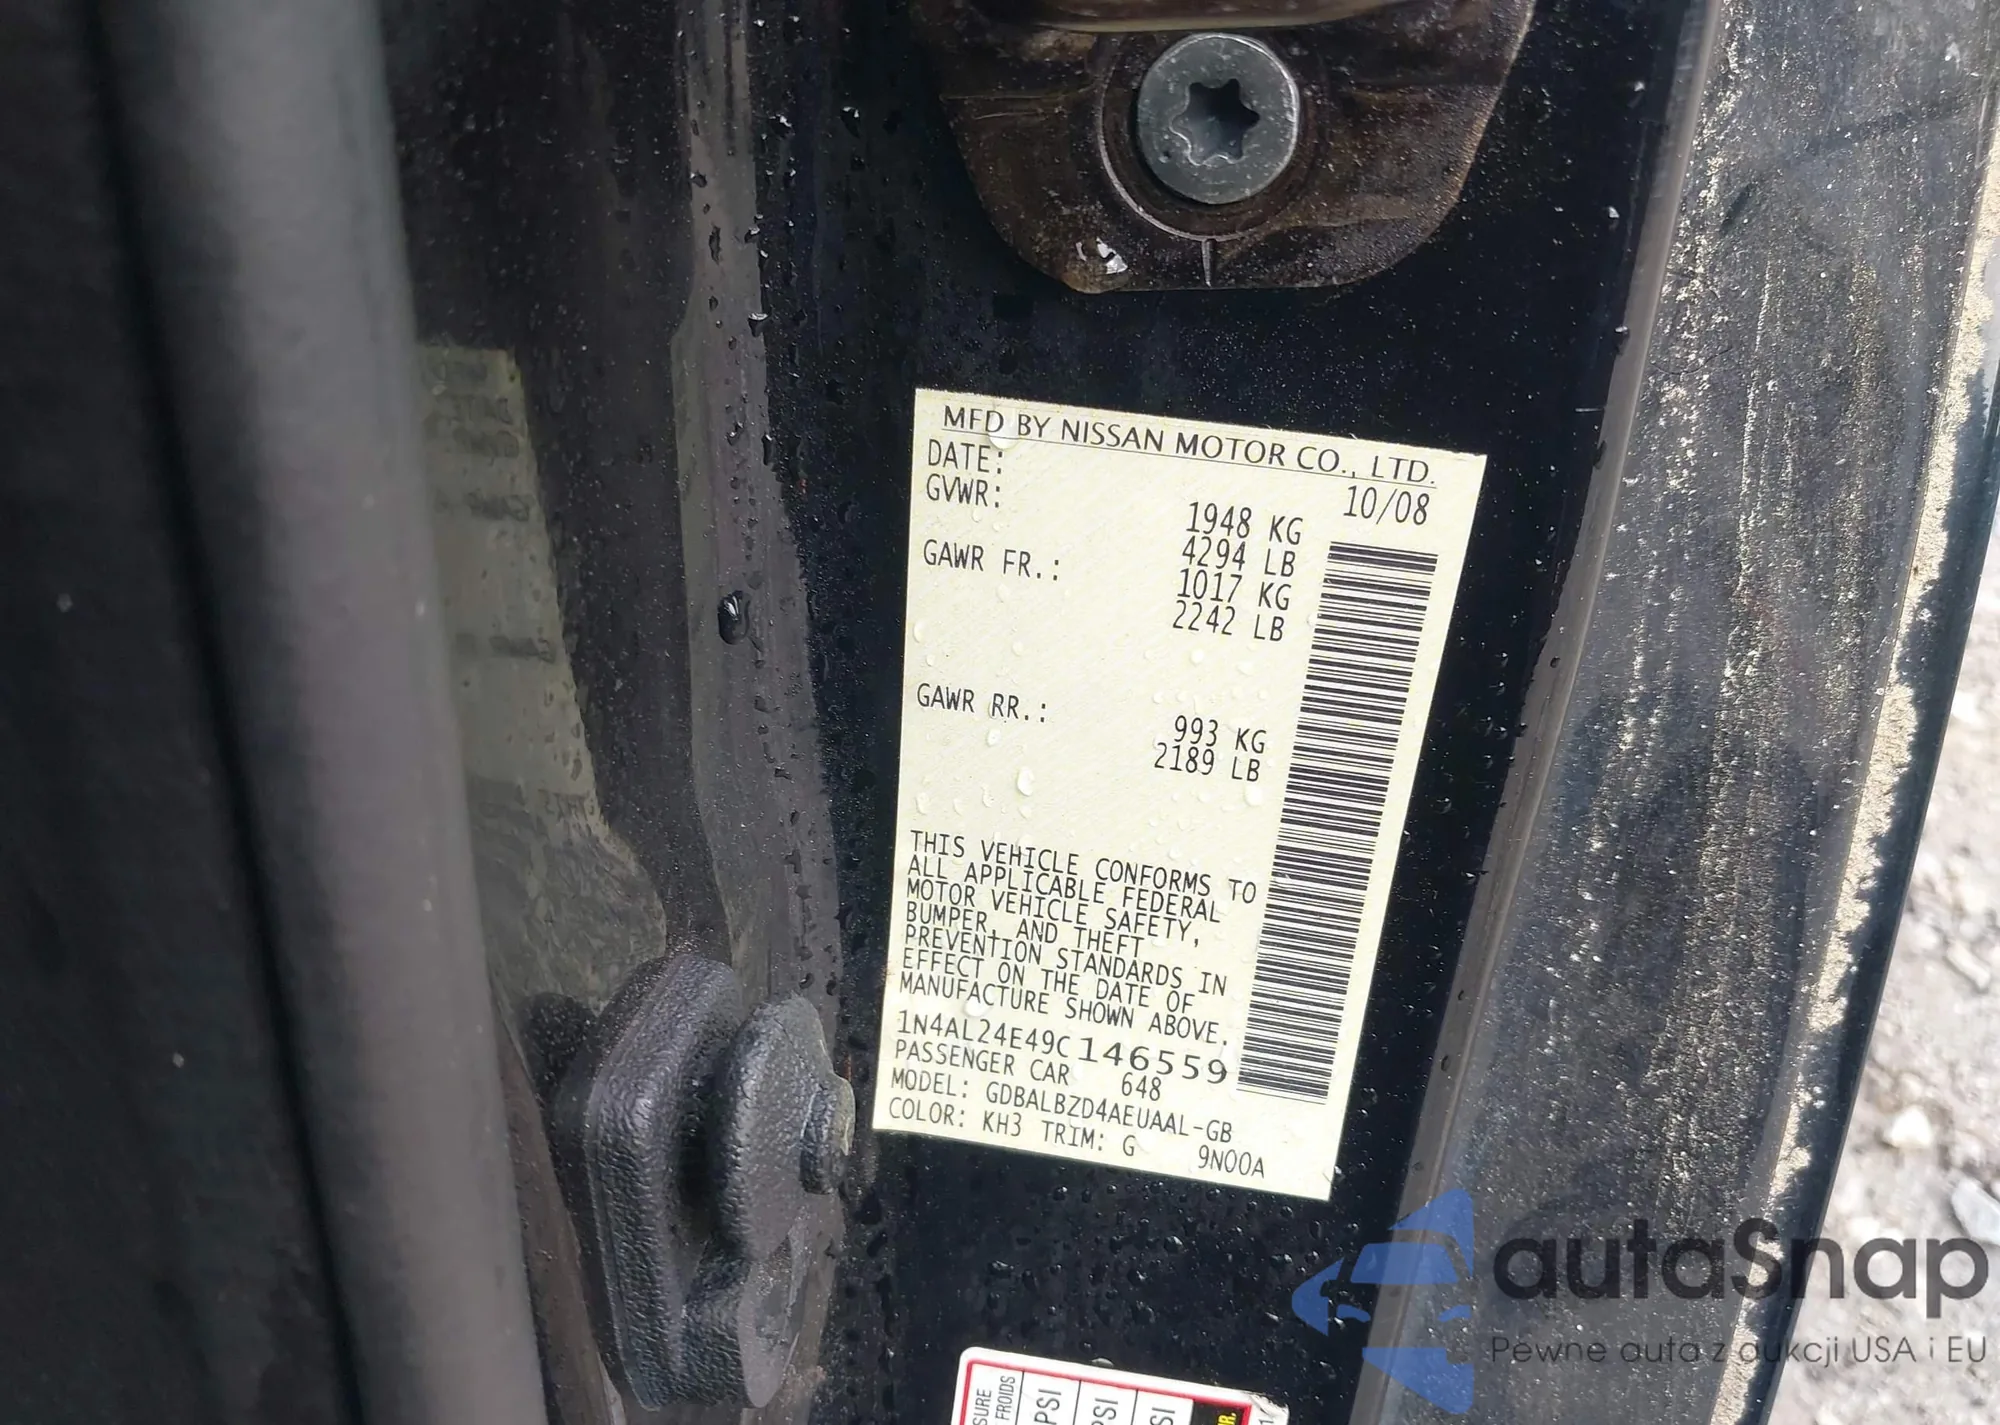 MFD BY NISSAN MOTOR CO., LTD.
DATE: 10/08
GVWR: 1948 KG
4294 LB
GAWR FR.: 1017 KG
2242 LB
GAWR RR.: 993 KG
2189 LB
THIS VEHICLE CONFORMS TO
ALL APPLICABLE FEDERAL
MOTOR VEHICLE SAFETY,
BUMPER, AND THEFT
PREVENTION STANDARDS IN
EFFECT ON THE DATE OF
MANUFACTURE SHOWN ABOVE.
1N4AL24E49C146559
PASSENGER CAR 648
MODEL: GDBALBZD4AEUAAL-GB
COLOR: KH3 TRIM: G 9N00A
SURE
FROIDS
PSI
PSI
SI
autaSnap
Pewne auta z aukcji USA i EU